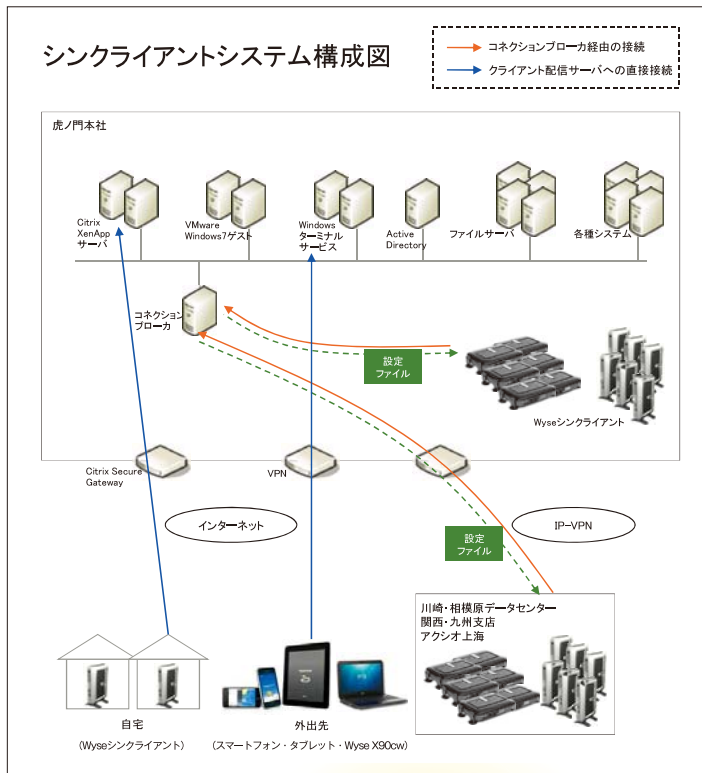 シンクライアントシステム構成図
コネクションブローカ経由の接続
クライアント配信サーバへの直接接続
虎ノ門本社
Citrix
XenApp
サーバ
VMware
Windows7ゲスト
Windows
ターミナル
サービス
Active
Directory
ファイルサーバ
各種システム
コネクション
ブローカ
設定
ファイル
Wyseシンクライアント
Citrix Secure
Gateway
VPN
インターネット
IP-VPN
設定
ファイル
川崎・相模原データセンター
関西・九州支店
アクシオ上海
自宅
(Wyseシンクライアント)
外出先
(スマートフォン・タブレット・Wyse X90cw)